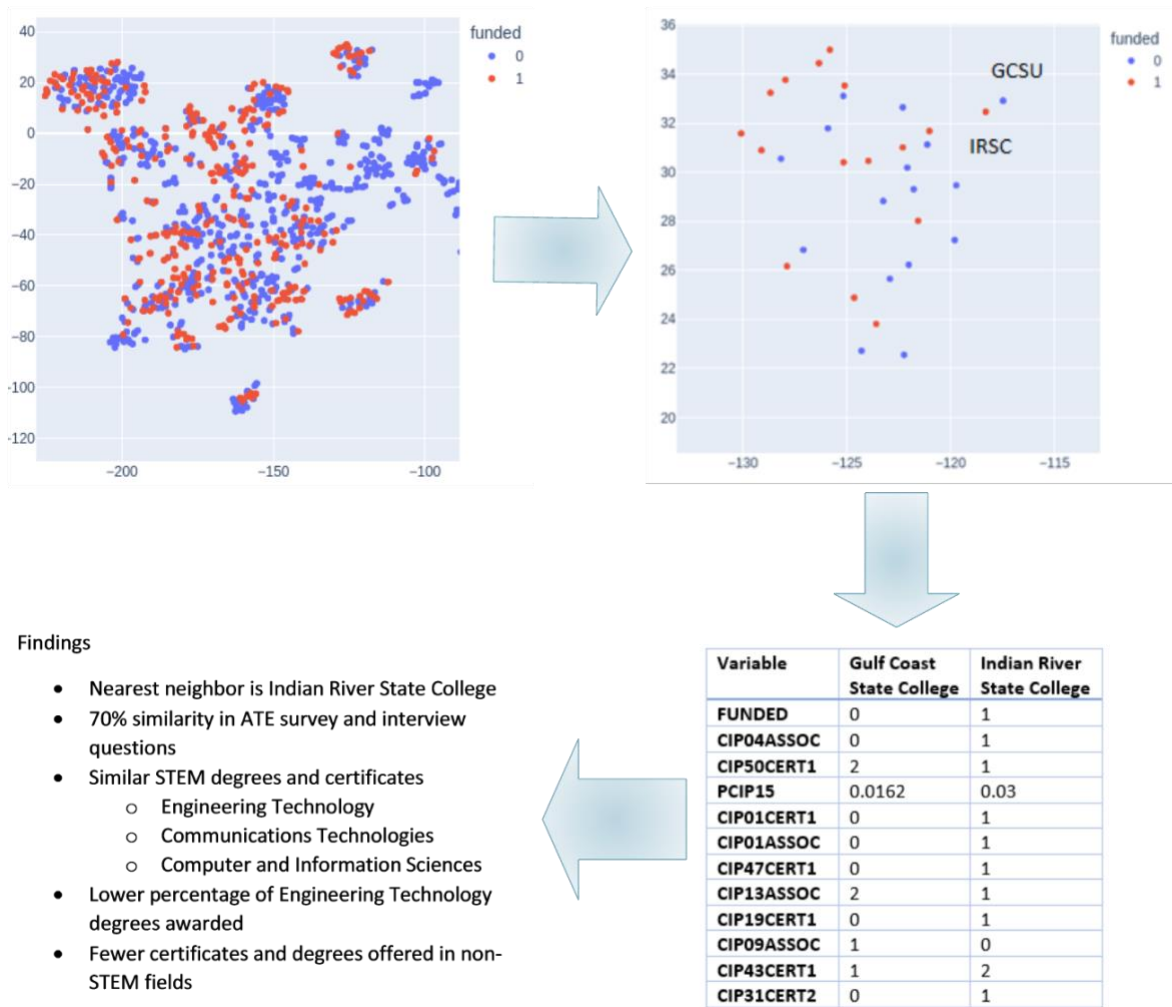 funded
0
1
40
20
0
−20
−40
−60
−80
−100
−120
−200
−150
−100
funded
0
1
36
34
32
30
28
26
24
22
20
−130
−125
−120
−115
GCSU
IRSC
Findings
• Nearest neighbor is Indian River State College
• 70% similarity in ATE survey and interview
questions
• Similar STEM degrees and certificates
o Engineering Technology
o Communications Technologies
o Computer and Information Sciences
• Lower percentage of Engineering Technology
degrees awarded
• Fewer certificates and degrees offered in non-
STEM fields
Variable Gulf Coast State College Indian River State College
FUNDED 0 1
CIP04ASSOC 0 1
CIP50CERT1 2 1
PCIP15 0.0162 0.03
CIP01CERT1 0 1
CIP01ASSOC 0 1
CIP47CERT1 0 1
CIP13ASSOC 2 1
CIP19CERT1 0 1
CIP09ASSOC 1 0
CIP43CERT1 1 2
CIP31CERT2 0 1